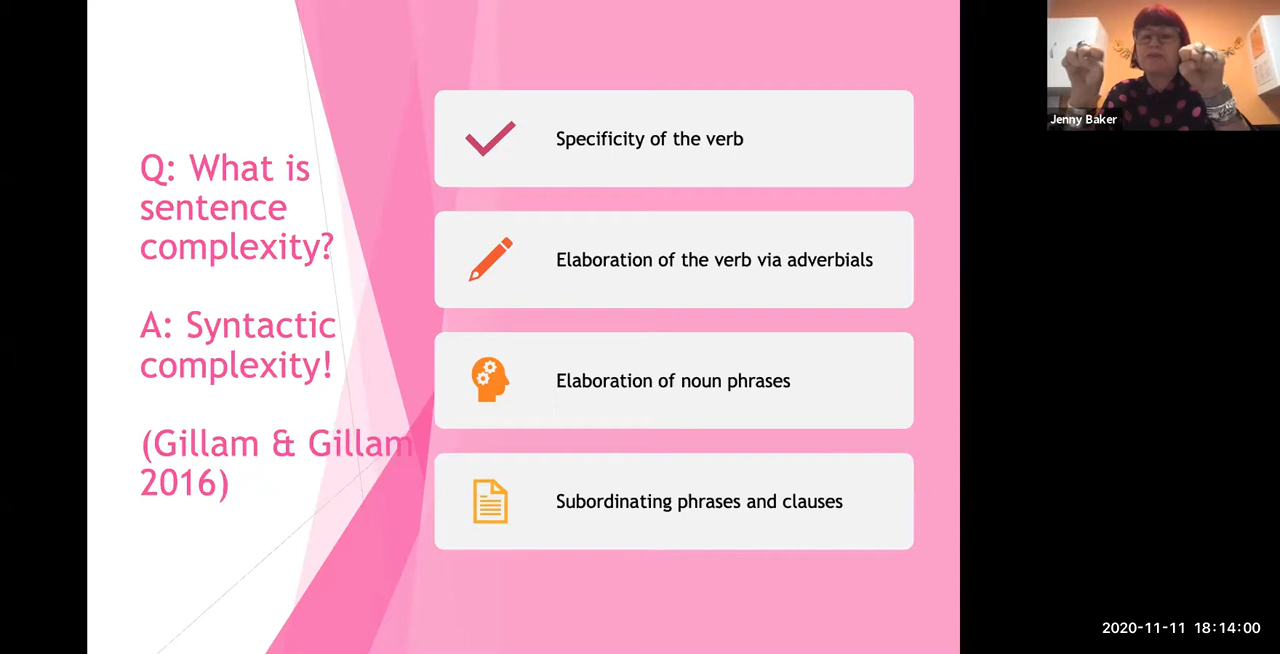 Q: What is
sentence
complexity?
A: Syntactic
complexity!
(Gillam & Gillam
2016)
Specificity of the verb
Elaboration of the verb via adverbials
Elaboration of noun phrases
Subordinating phrases and clauses
Jenny Baker
2020-11-11 18:14:00